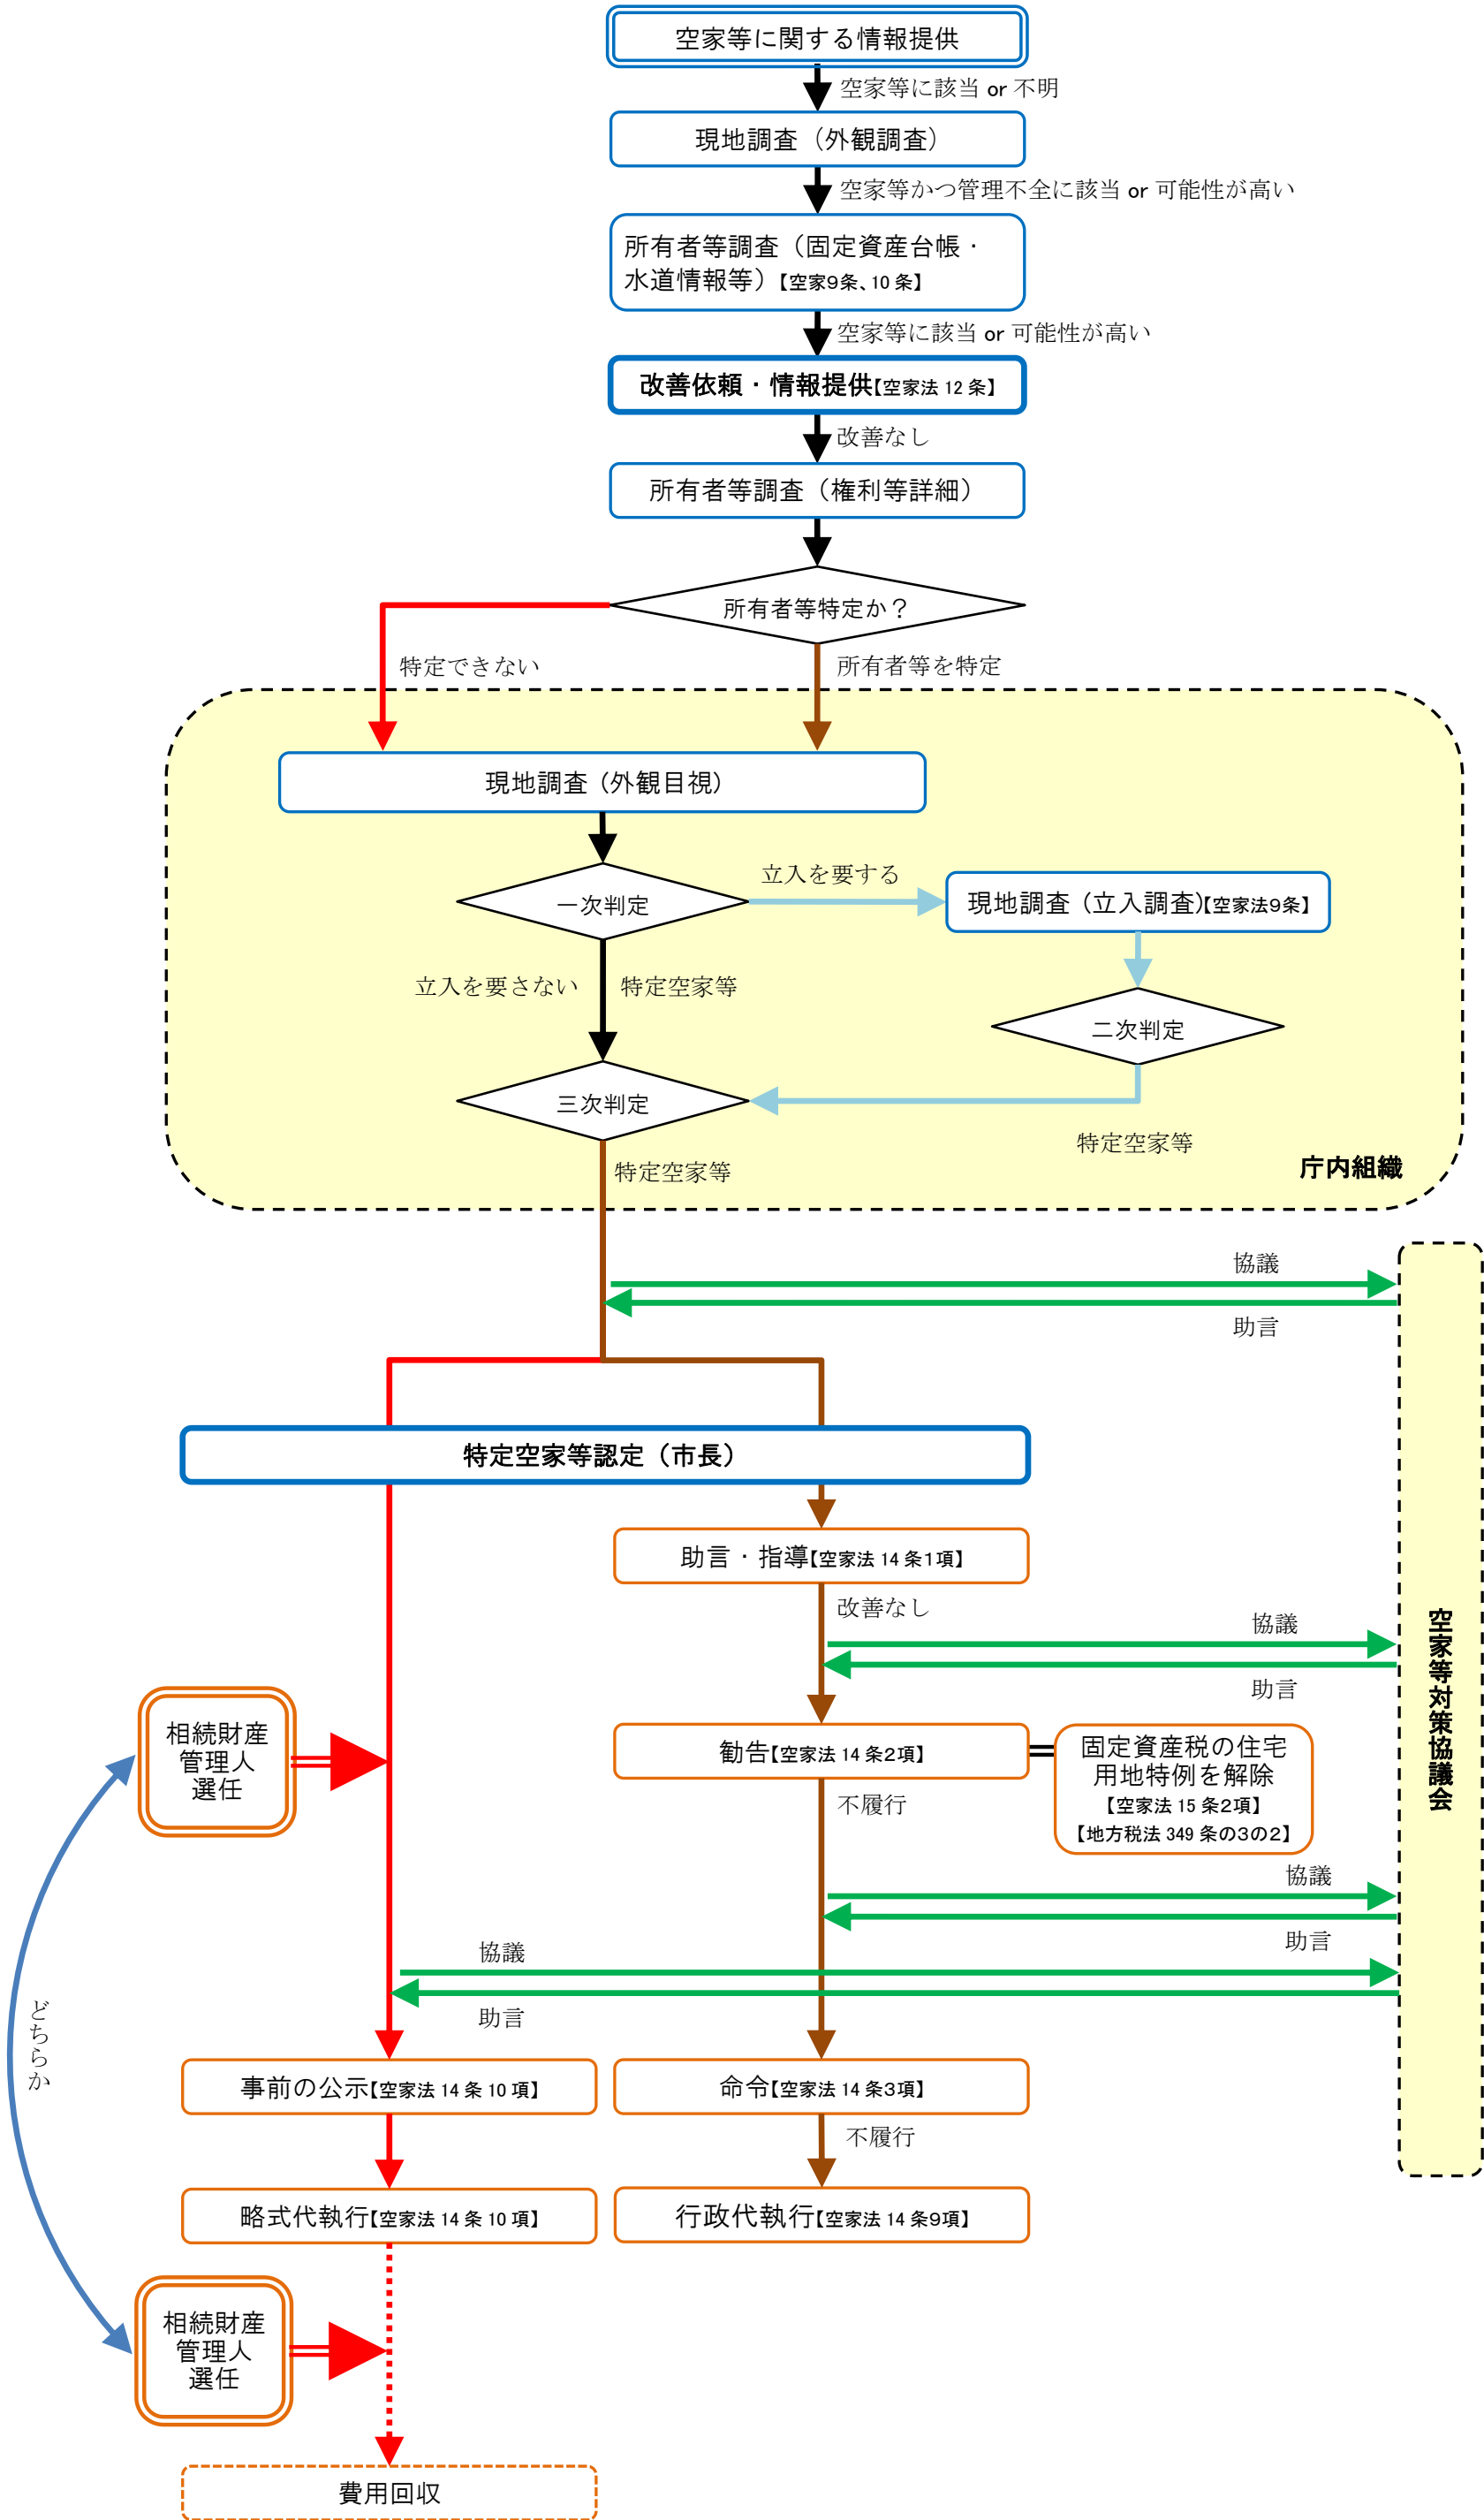 空家等に関する情報提供
空家等に該当 or 不明
現地調査（外観調査）
空家等かつ管理不全に該当 or 可能性が高い
所有者等調査（固定資産台帳・
水道情報等）【空家９条、10 条】
空家等に該当 or 可能性が高い
改善依頼・情報提供【空家法 12 条】
改善なし
所有者等調査（権利等詳細）
所有者等特定か？
特定できない
所有者等を特定
現地調査（外観目視）
一次判定
立入を要する
現地調査（立入調査）【空家法９条】
立入を要さない
特定空家等
二次判定
三次判定
特定空家等
特定空家等
庁内組織
協議
助言
特定空家等認定（市長）
助言・指導【空家法 14 条１項】
改善なし
協議
助言
空家等対策協議会
相続財産
管理人
選任
勧告【空家法 14 条２項】
固定資産税の住宅
用地特例を解除
【空家法 15 条２項】
【地方税法 349 条の３の２】
不履行
協議
助言
協議
助言
どちらか
事前の公示【空家法 14 条 10 項】
命令【空家法 14 条３項】
不履行
略式代執行【空家法 14 条 10 項】
行政代執行【空家法 14 条９項】
相続財産
管理人
選任
費用回収